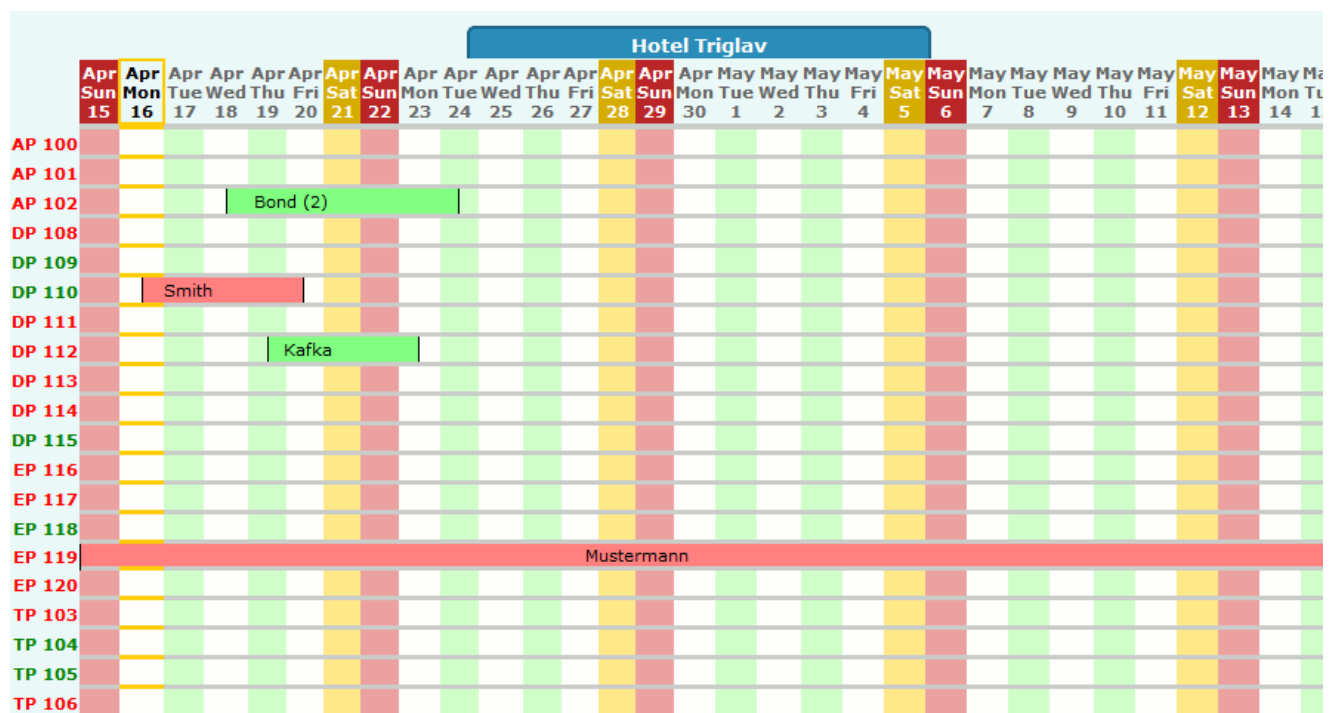 Hotel Triglav
Apr Apr Apr Apr Apr Apr Apr Apr Apr Apr Apr Apr Apr Apr Apr Apr May May May May May May May May May May May May May May
Sun Mon Tue Wed Thu Fri Sat Sun Mon Tue Wed Thu Fri Sat Sun Mon Tue Wed Thu Fri Sat Sun Mon Tue Wed Thu Fri Sat Sun Mon
15 16 17 18 19 20 21 22 23 24 25 26 27 28 29 30 1 2 3 4 5 6 7 8 9 10 11 12 13 14
AP 100
AP 101
AP 102 Bond (2)
DP 108
DP 109
DP 110 Smith
DP 111
DP 112 Kafka
DP 113
DP 114
DP 115
EP 116
EP 117
EP 118
EP 119 Mustermann
EP 120
TP 103
TP 104
TP 105
TP 106